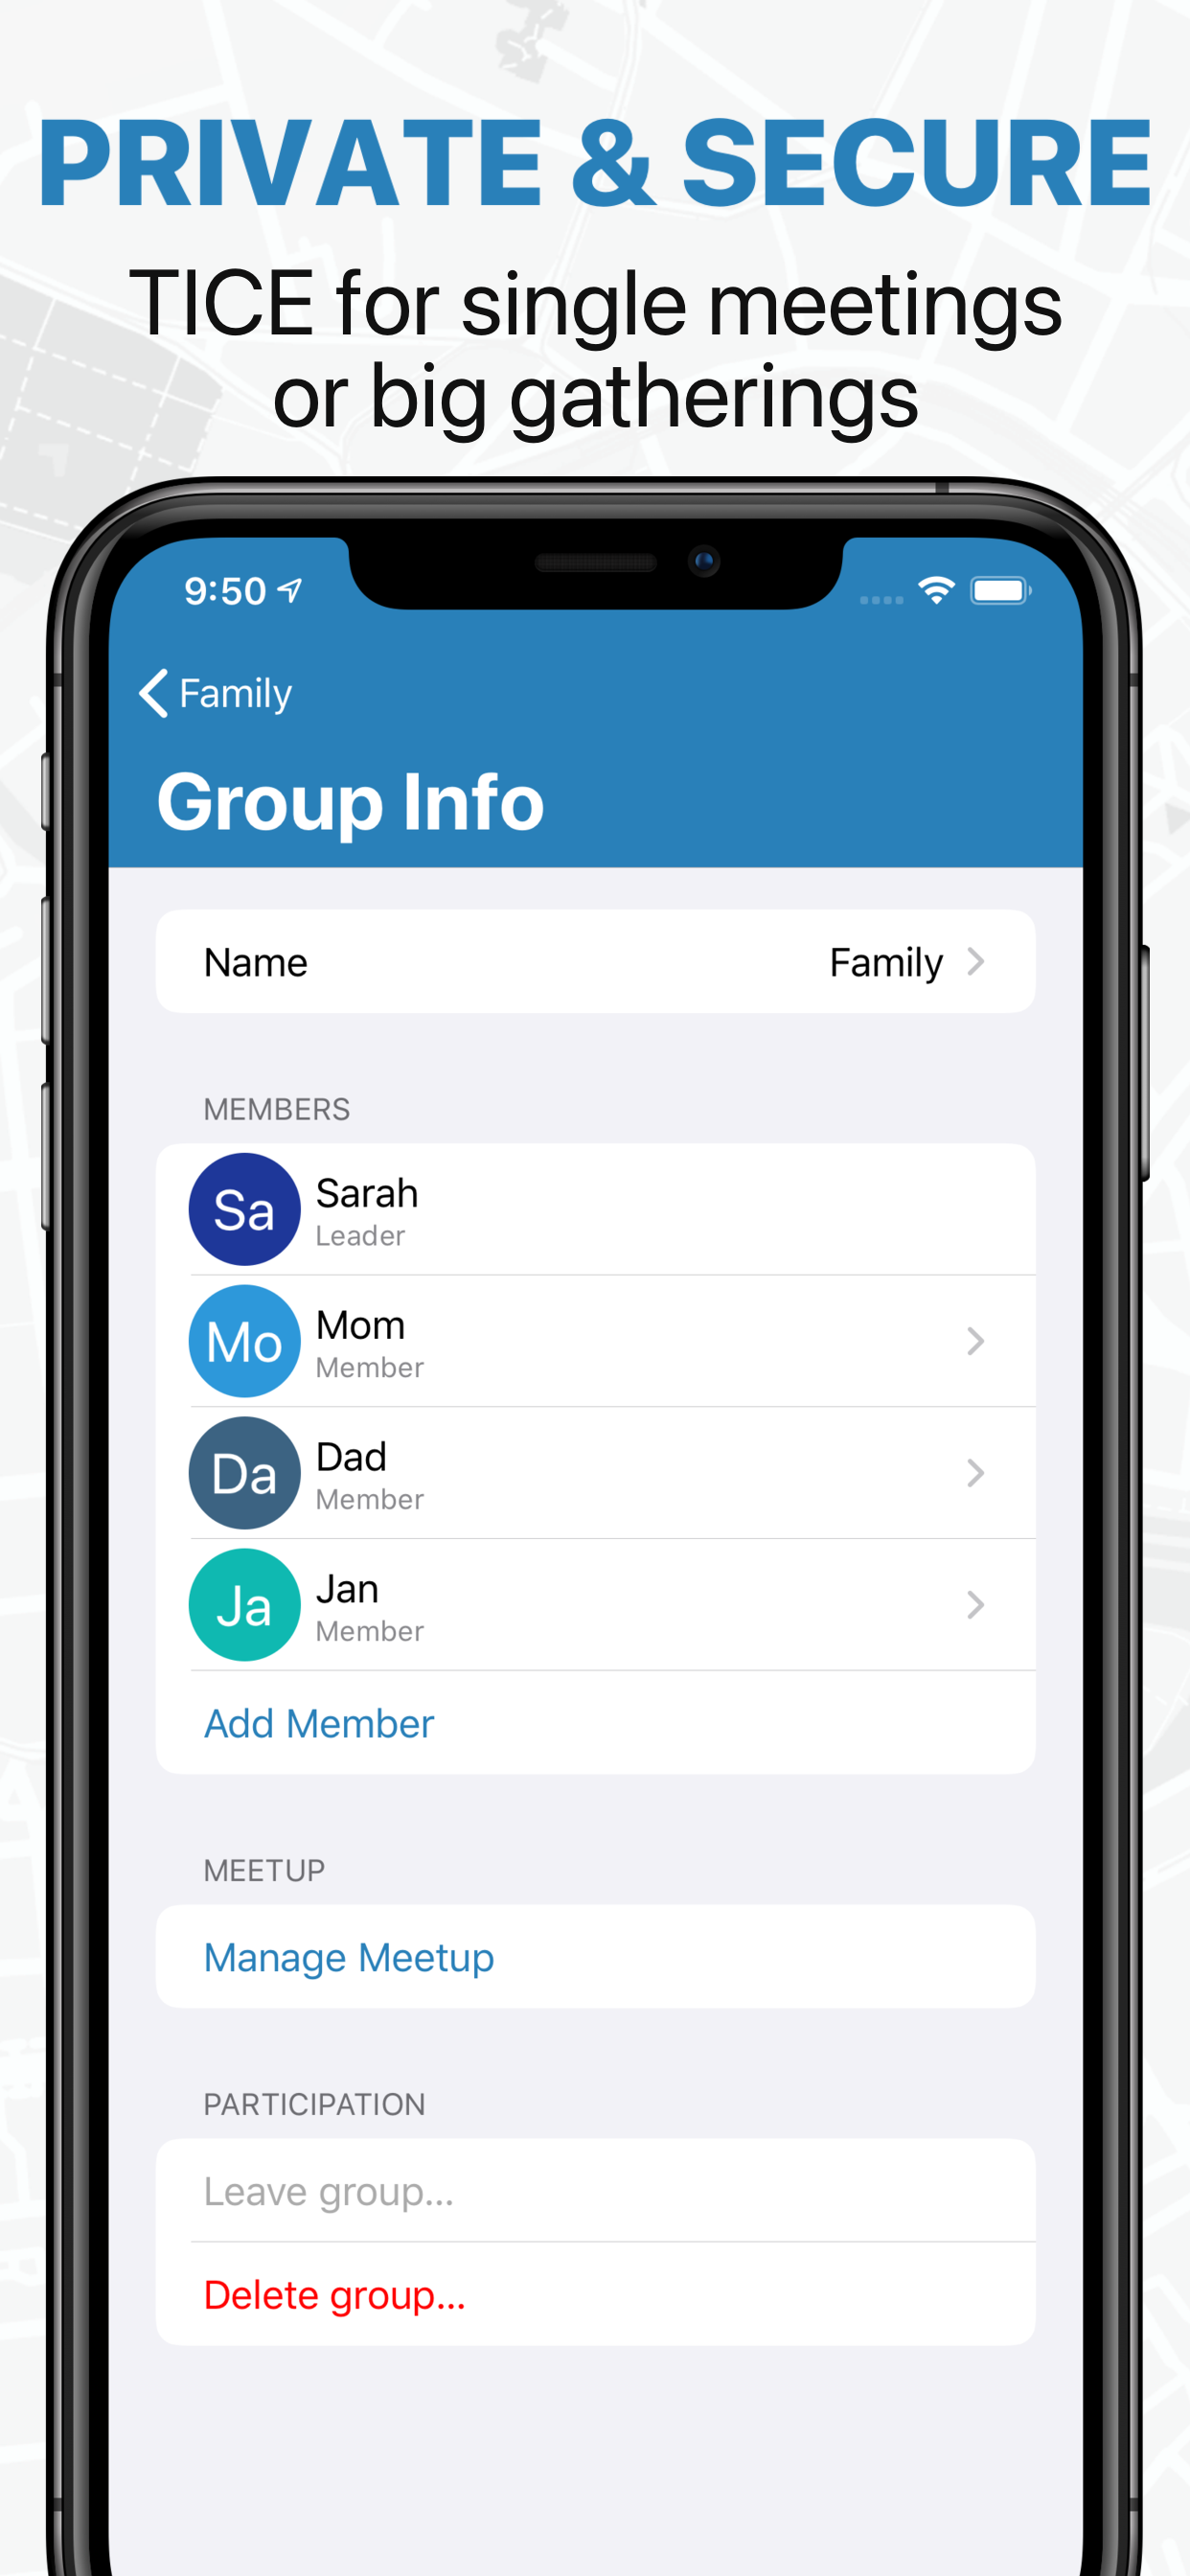 PRIVATE & SECURE
TICE for single meetings
or big gatherings
9:50
Family
Group Info
Name Family
MEMBERS
Sa Sarah
Leader
Mo Mom
Member
Da Dad
Member
Ja Jan
Member
Add Member
MEETUP
Manage Meetup
PARTICIPATION
Leave group...
Delete group...